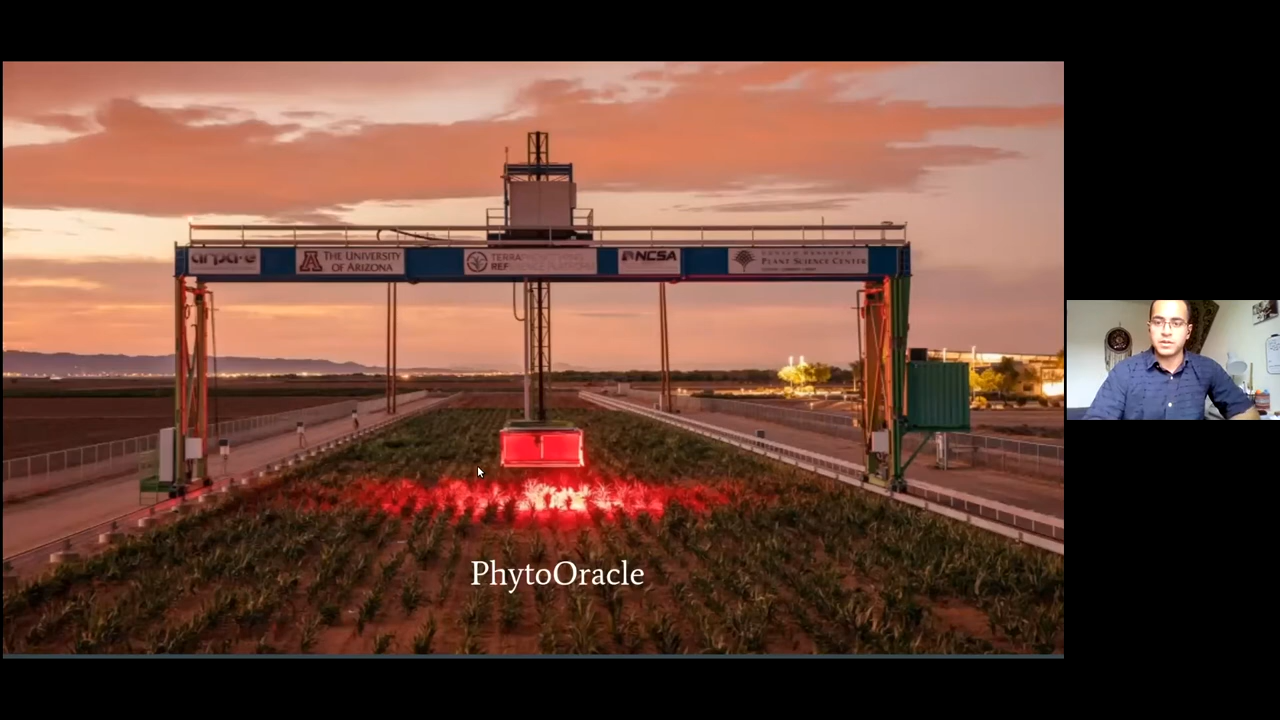 arpa·e
THE UNIVERSITY
OF ARIZONA
TERRA
REF
NCSA
PLANT SCIENCE CENTER
PhytoOracle